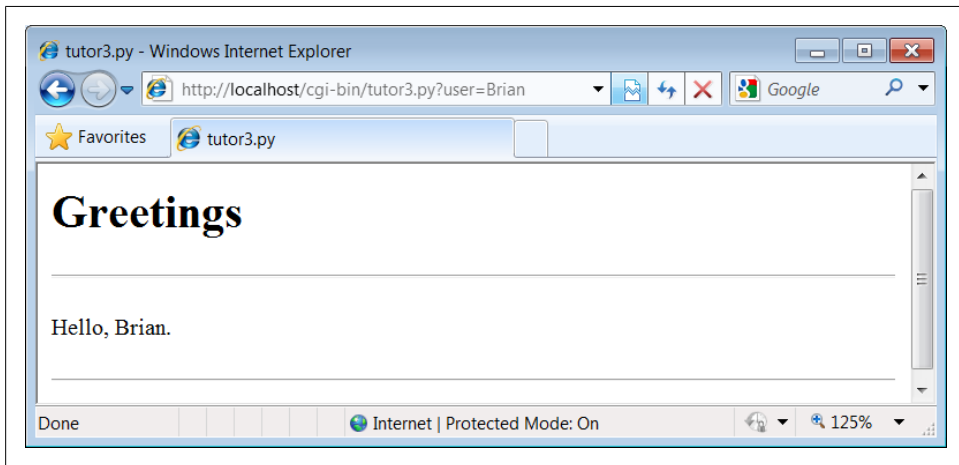 tutor3.py - Windows Internet Explorer
http://localhost/cgi-bin/tutor3.py?user=Brian
Google
Favorites
tutor3.py
Greetings
Hello, Brian.
Done
Internet | Protected Mode: On
125%